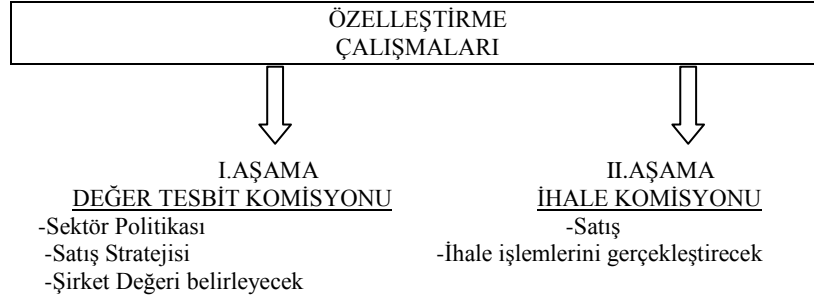 ÖZELLEŞTİRME
ÇALIŞMALARI
I.AŞAMA
DEĞER TESBİT KOMİSYONU
-Sektör Politikası
-Satış Stratejisi
-Şirket Değeri belirleyecek
II.AŞAMA
İHALE KOMİSYONU
-Satış
-İhale işlemlerini gerçekleştirecek